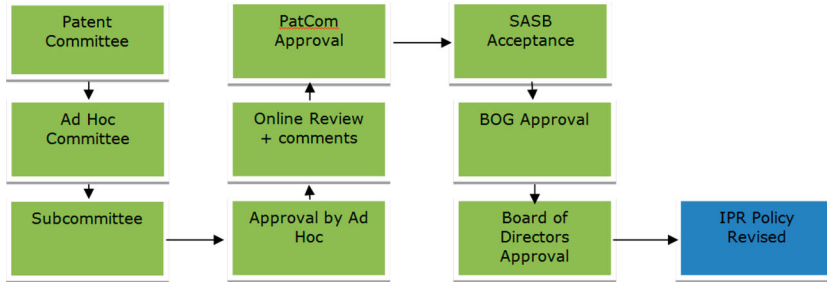 Patent
Committee
Ad Hoc
Committee
Subcommittee
Approval by Ad
Hoc
Online Review
+ comments
PatCom
Approval
SASB
Acceptance
BOG Approval
Board of
Directors
Approval
IPR Policy
Revised